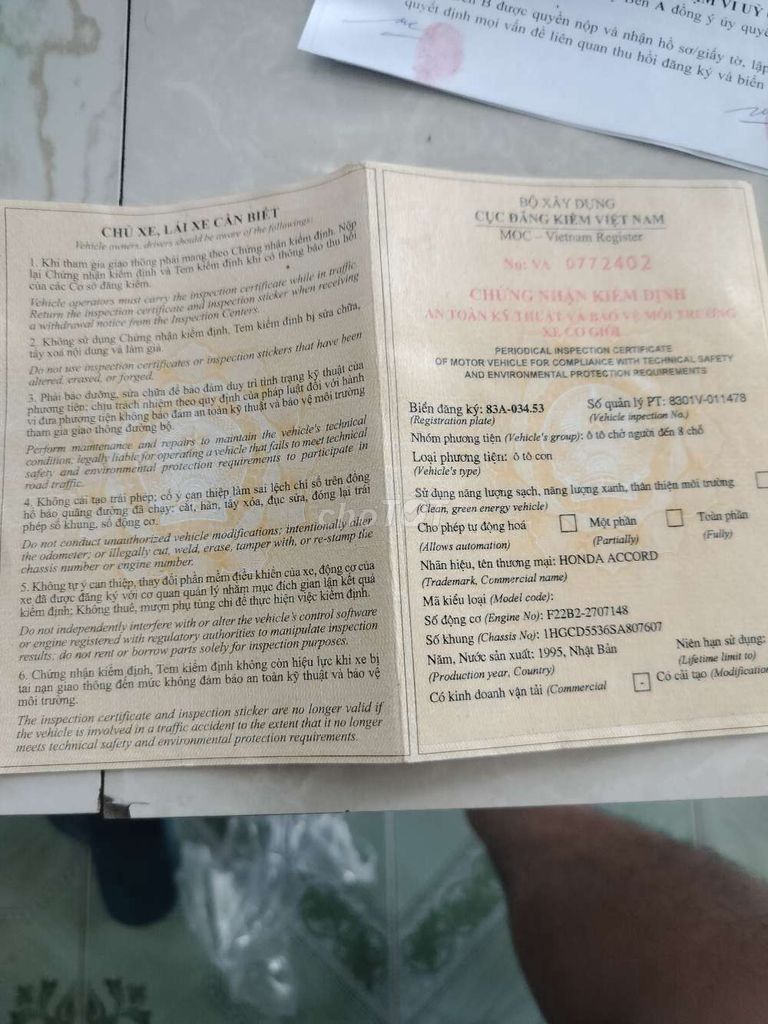 B được quyền nộp và nhận hồ sơ/giấy tờ, lập
quyết định mọi vấn đề liên quan thu hồi đăng ký và biển
A đồng ý ủy quyề
VI UỶ
CHỦ XE, LÁI XE CẦN BIẾT
Vehicle owners, drivers should be aware of the followings:
1. Khi tham gia giao thông phải mang theo Chứng nhận kiểm định. Nộp
lại Chứng nhận kiểm định và Tem kiểm định khi có thông báo thu hồi
của các Cơ sở đăng kiểm.
Vehicle operators must carry the inspection certificate while in traffic.
Return the inspection certificate and inspection sticker when receiving
a withdrawal notice from the Inspection Centers.
2. Không sử dụng Chứng nhận kiểm định, Tem kiểm định bị sửa chữa,
tẩy xoá nội dung và làm giả.
Do not use inspection certificates or inspection stickers that have been
altered, erased, or forged.
3. Phải bảo dưỡng, sửa chữa để bảo đảm duy trì tình trạng kỹ thuật của
phương tiện; chịu trách nhiệm theo quy định của pháp luật đối với hành
vi đưa phương tiện không bảo đảm an toàn kỹ thuật và bảo vệ môi trường
tham gia giao thông đường bộ.
Perform maintenance and repairs to maintain the vehicle's technical
condition; legally liable for operating a vehicle that fails to meet technical
safety and environmental protection requirements to participate in
road traffic.
4. Không cải tạo trái phép; cố ý can thiệp làm sai lệch chỉ số trên đồng
hồ báo quãng đường đã chạy; cắt, hàn, tẩy xóa, đục sửa, đóng lại trái
phép số khung, số động cơ.
Do not conduct unauthorized vehicle modifications; intentionally alter
the odometer; or illegally cut, weld, erase, tamper with, or re-stamp the
chassis number or engine number.
5. Không tự ý can thiệp, thay đổi phần mềm điều khiển của xe, động cơ của
xe đã được đăng ký với cơ quan quản lý nhằm mục đích gian lận kết quả
kiểm định; Không thuê, mượn phụ tùng chỉ để thực hiện việc kiểm định.
Do not independently interfere with or alter the vehicle's control software
or engine registered with regulatory authorities to manipulate inspection
results; do not rent or borrow parts solely for inspection purposes.
6. Chứng nhận kiểm định, Tem kiểm định không còn hiệu lực khi xe bị
tai nạn giao thông đến mức không đảm bảo an toàn kỹ thuật và bảo vệ
môi trường.
The inspection certificate and inspection sticker are no longer valid if
the vehicle is involved in a traffic accident to the extent that it no longer
meets technical safety and environmental protection requirements.
BỘ XÂY DỰNG
CỤC ĐĂNG KIỂM VIỆT NAM
MOC – Vietnam Register
No: VA 0772402
CHỨNG NHẬN KIỂM ĐỊNH
AN TOÀN KỸ THUẬT VÀ BẢO VỆ MÔI TRƯỜNG
XE CƠ GIỚI
PERIODICAL INSPECTION CERTIFICATE
OF MOTOR VEHICLE FOR COMPLIANCE WITH TECHNICAL SAFETY
AND ENVIRONMENTAL PROTECTION REQUIREMENTS
Biển đăng ký: 83A-034.53 Số quản lý PT: 8301V-011478
(Registration plate) (Vehicle inpection No.)
Nhóm phương tiện (Vehicle's group): ô tô chở người đến 8 chỗ
Loại phương tiện: ô tô con
(Vehicle's type)
Sử dụng năng lượng sạch, năng lượng xanh, thân thiện môi trường
(Clean, green energy vehicle)
Cho phép tự động hoá Một phần Toàn phần
(Allows automation) (Partially) (Fully)
Nhãn hiệu, tên thương mại: HONDA ACCORD
(Trademark, Commercial name)
Mã kiểu loại (Model code):
Số động cơ (Engine No): F22B2-2707148
Số khung (Chassis No): 1HGCD5536SA807607
Năm, Nước sản xuất: 1995, Nhật Bản Niên hạn sử dụng:
(Production year, Country) (Lifetime limit to)
Có kinh doanh vận tải (Commercial Có cải tạo (Modification